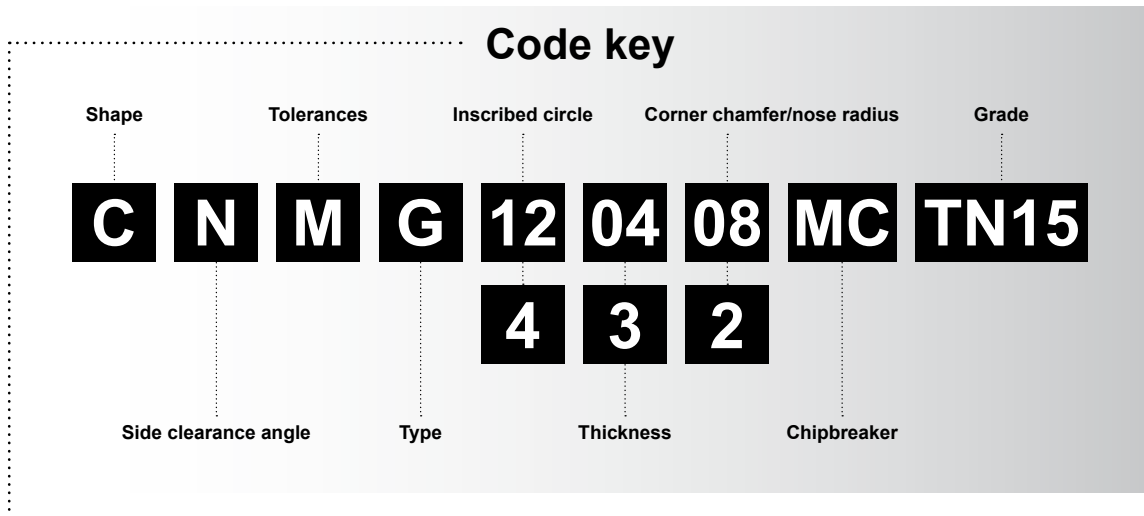 Code key
Shape Tolerances Inscribed circle Corner chamfer/nose radius Grade
C N M G 12 04 08 MC TN15
4 3 2
Side clearance angle Type Thickness Chipbreaker